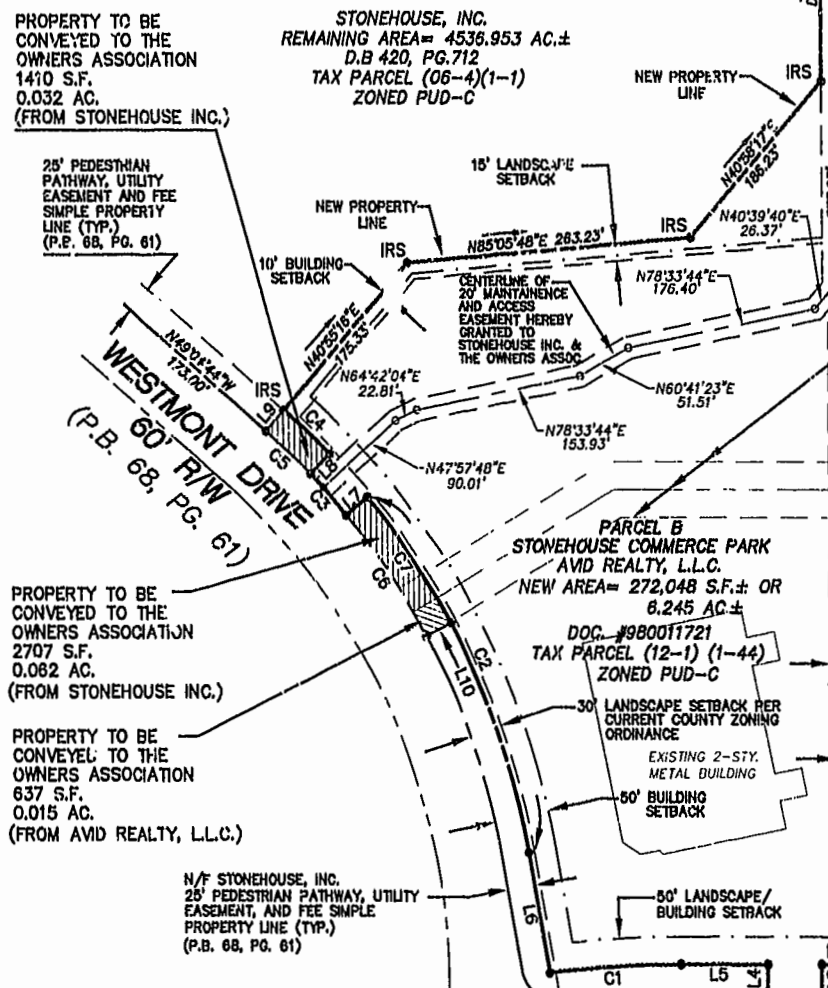 PROPERTY TO BE
CONVEYED TO THE
OWNERS ASSOCIATION
1410 S.F.
0.032 AC.
(FROM STONEHOUSE INC.)
STONEHOUSE, INC.
REMAINING AREA= 4536.953 AC.±
D.B 420, PG.712
TAX PARCEL (06-4)(1-1)
ZONED PUD-C
NEW PROPERTY
LINE
IRS
N40°58'17"E
186.23'
25' PEDESTRIAN
PATHWAY, UTILITY
EASEMENT AND FEE
SIMPLE PROPERTY
LINE (TYP.)
(P.B. 68, PG. 61)
15' LANDSCAPE
SETBACK
NEW PROPERTY
LINE
IRS
N85°05'48"E 263.23'
IRS
N40°39'40"E
26.37'
10' BUILDING
SETBACK
CENTERLINE OF
20' MAINTAINENCE
AND ACCESS
EASEMENT HEREBY
GRANTED TO
STONEHOUSE INC. &
THE OWNERS ASSOC.
N78°33'44"E
176.40'
N40°55'16"E
175.33'
N49°01'44"W
173.00'
WESTMONT DRIVE
60' R/W
(P.B. 68, PG. 61)
IRS
L9
C4
C5
L8
C3
L7
N64°42'04"E
22.81'
N60°41'23"E
51.51'
N78°33'44"E
153.93'
N47°57'48"E
90.01'
C7
C6
C2
L10
PARCEL B
STONEHOUSE COMMERCE PARK
AVID REALTY, L.L.C.
NEW AREA= 272,048 S.F.± OR
6.245 AC.±
DOC. #980011721
TAX PARCEL (12-1) (1-44)
ZONED PUD-C
PROPERTY TO BE
CONVEYED TO THE
OWNERS ASSOCIATION
2707 S.F.
0.062 AC.
(FROM STONEHOUSE INC.)
PROPERTY TO BE
CONVEYED TO THE
OWNERS ASSOCIATION
637 S.F.
0.015 AC.
(FROM AVID REALTY, L.L.C.)
30' LANDSCAPE SETBACK PER
CURRENT COUNTY ZONING
ORDINANCE
EXISTING 2-STY.
METAL BUILDING
50' BUILDING
SETBACK
N/F STONEHOUSE, INC.
25' PEDESTRIAN PATHWAY, UTILITY
EASEMENT, AND FEE SIMPLE
PROPERTY LINE (TYP.)
(P.B. 68, PG. 61)
50' LANDSCAPE/
BUILDING SETBACK
L6
C1
L5
L4